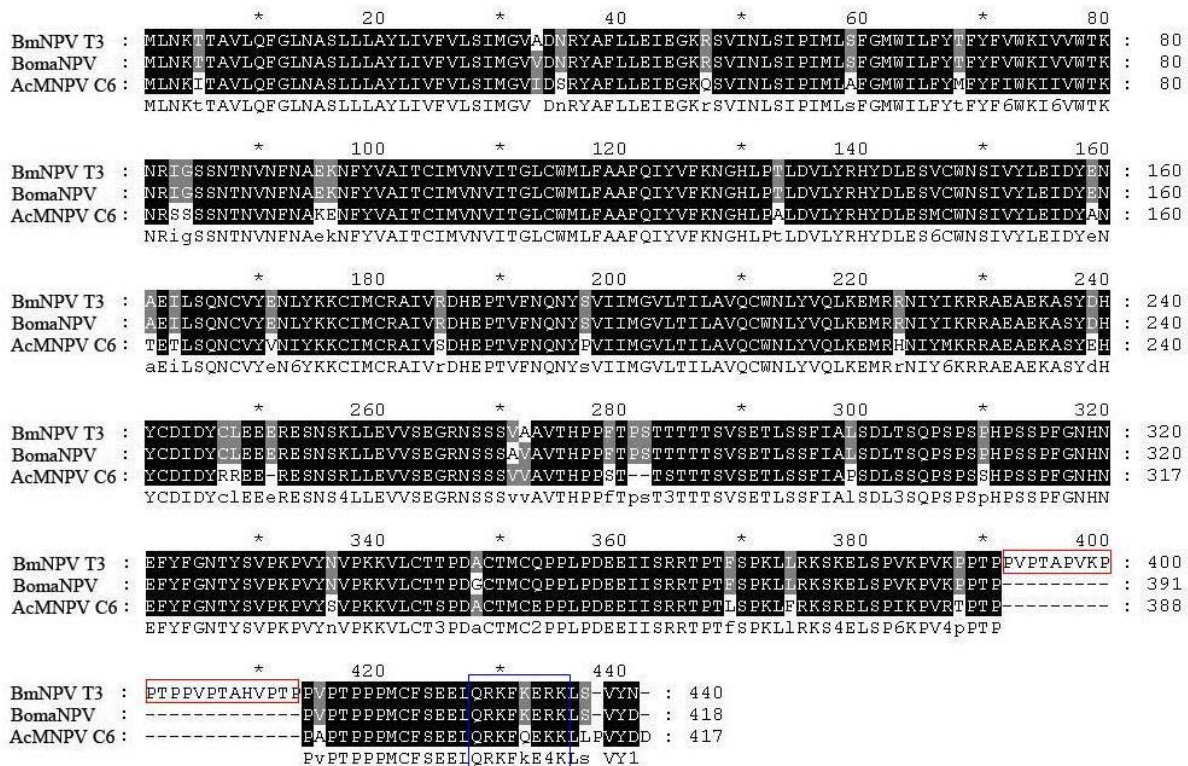 * 20 * 40 * 60 * 80
BmNPV T3 : MLNKTTAVLQFGLNASLLLAYLIVFVLSIMGVADNRYAFLLEIEGKRSVINLSIPIMLSFGMWILFYTFYFVWKIVVWTK : 80
BomaNPV : MLNKTTAVLQFGLNASLLLAYLIVFVLSIMGVVDNRYAFLLEIEGKRSVINLSIPIMLSFGMWILFYTFYFVWKIVVWTK : 80
AcMNPV C6 : MLNKITAVLQFGLNASLLLAYLIVFVLSIMGVIDSRYAFLLEIEGKQSVINLSIPIMLAFGMWILFYMFYFIWKIIVWTK : 80
MLNKtTAVLQFGLNASLLLAYLIVFVLSIMGV DnRYAFLLEIEGKrSVINLSIPIMLsFGMWILFYtFYF6WKI6VWTK
* 100 * 120 * 140 * 160
BmNPV T3 : NRIGSSNTNVNFNAEKNFYVAITCIMVNVITGLCWMLFAAFQIYVFKNGHLPTLDVLYRHYDLESVCWNSIVYLEIDYEN : 160
BomaNPV : NRIGSSNTNVNFNAEKNFYVAITCIMVNVITGLCWMLFAAFQIYVFKNGHLPTLDVLYRHYDLESVCWNSIVYLEIDYEN : 160
AcMNPV C6 : NRSSSSNTNVNFNAKENFYVAITCIMVNVITGLCWMLFAAFQIYVFKNGHLPALDVLYRHYDLESMCWNSIVYLEIDYAN : 160
NRigSSNTNVNFNAekNFYVAITCIMVNVITGLCWMLFAAFQIYVFKNGHLPtLDVLYRHYDLES6CWNSIVYLEIDYeN
* 180 * 200 * 220 * 240
BmNPV T3 : AEILSQNCVYENLYKKCIMCRAIVRDHEPTVFNQNYSVIIMGVLTILAVQCWNLYVQLKEMRRNIYIKRRAEAEKASYDH : 240
BomaNPV : AEILSQNCVYENLYKKCIMCRAIVRDHEPTVFNQNYSVIIMGVLTILAVQCWNLYVQLKEMRRNIYIKRRAEAEKASYDH : 240
AcMNPV C6 : TETLSQNCVYVNIYKKCIMCRAIVSDHEPTVFNQNYPVIIMGVLTILAVQCWNLYVQLKEMRHNIYMKRRAEAEKASYEH : 240
aEiLSQNCVYeN6YKKCIMCRAIVrDHEPTVFNQNYsVIIMGVLTILAVQCWNLYVQLKEMRrNIY6KRRAEAEKASYdH
* 260 * 280 * 300 * 320
BmNPV T3 : YCDIDYCLEEERESNSKLLEVVSEGRNSSSVAAVTHPPFTPSTTTTTSVSETLSSFIALSDLTSQPSPSPHPSSPFGNHN : 320
BomaNPV : YCDIDYCLEEERESNSKLLEVVSEGRNSSSAVAVTHPPFTPSTTTTTSVSETLSSFIALSDLTSQPSPSPHPSSPFGNHN : 320
AcMNPV C6 : YCDIDYRREE-RESNSRLLEVVSEGRNSSSVVAVTHPPST--TSTTTSVSETLSSFIAPSDLSSQPSPSSHPSSPFGNHN : 317
YCDIDYclEEeRESNS4LLEVVSEGRNSSSvvAVTHPPfTpsT3TTTSVSETLSSFIAlSDL3SQPSPSpHPSSPFGNHN
* 340 * 360 * 380 * 400
BmNPV T3 : EFYFGNTYSVPKPVYNVPKKVLCTTPDACTMCQPPLPDEEIISRRTPTFSPKLLRKSKELSPVKPVKPPTPPVPTAPVKP : 400
BomaNPV : EFYFGNTYSVPKPVYNVPKKVLCTTPDGCTMCQPPLPDEEIISRRTPTFSPKLLRKSKELSPVKPVKPPTP--------- : 391
AcMNPV C6 : EFYFGNTYSVPKPVYSVPKKVLCTSPDACTMCEPPLPDEEIISRRTPTLSPKLFRKSRELSPIKPVRTPTP--------- : 388
EFYFGNTYSVPKPVYnVPKKVLCT3PDaCTMC2PPLPDEEIISRRTPTfSPKLlRKS4ELSP6KPV4pPTP
* 420 * 440
BmNPV T3 : PTPPVPTAHVPTPPVPTPPPMCFSEELQRKFKERKLS-VYN- : 440
BomaNPV : -------------PVPTPPPMCFSEELQRKFKERKLS-VYD- : 418
AcMNPV C6 : -------------PAPTPPPMCFSEELQRKFQEKKLLPVYDD : 417
PvPTPPPMCFSEELQRKFkE4KLs VY1